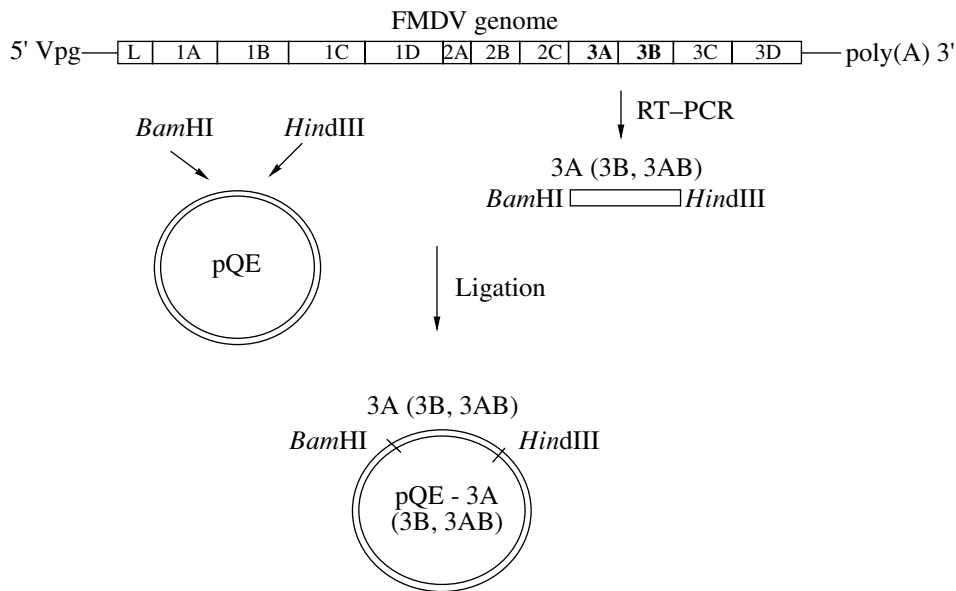 FMDV genome
5' Vpg L 1A 1B 1C 1D 2A 2B 2C 3A 3B 3C 3D poly(A) 3'
RT–PCR
BamHI HindIII
3A (3B, 3AB)
BamHI HindIII
pQE
Ligation
3A (3B, 3AB)
BamHI HindIII
pQE - 3A
(3B, 3AB)